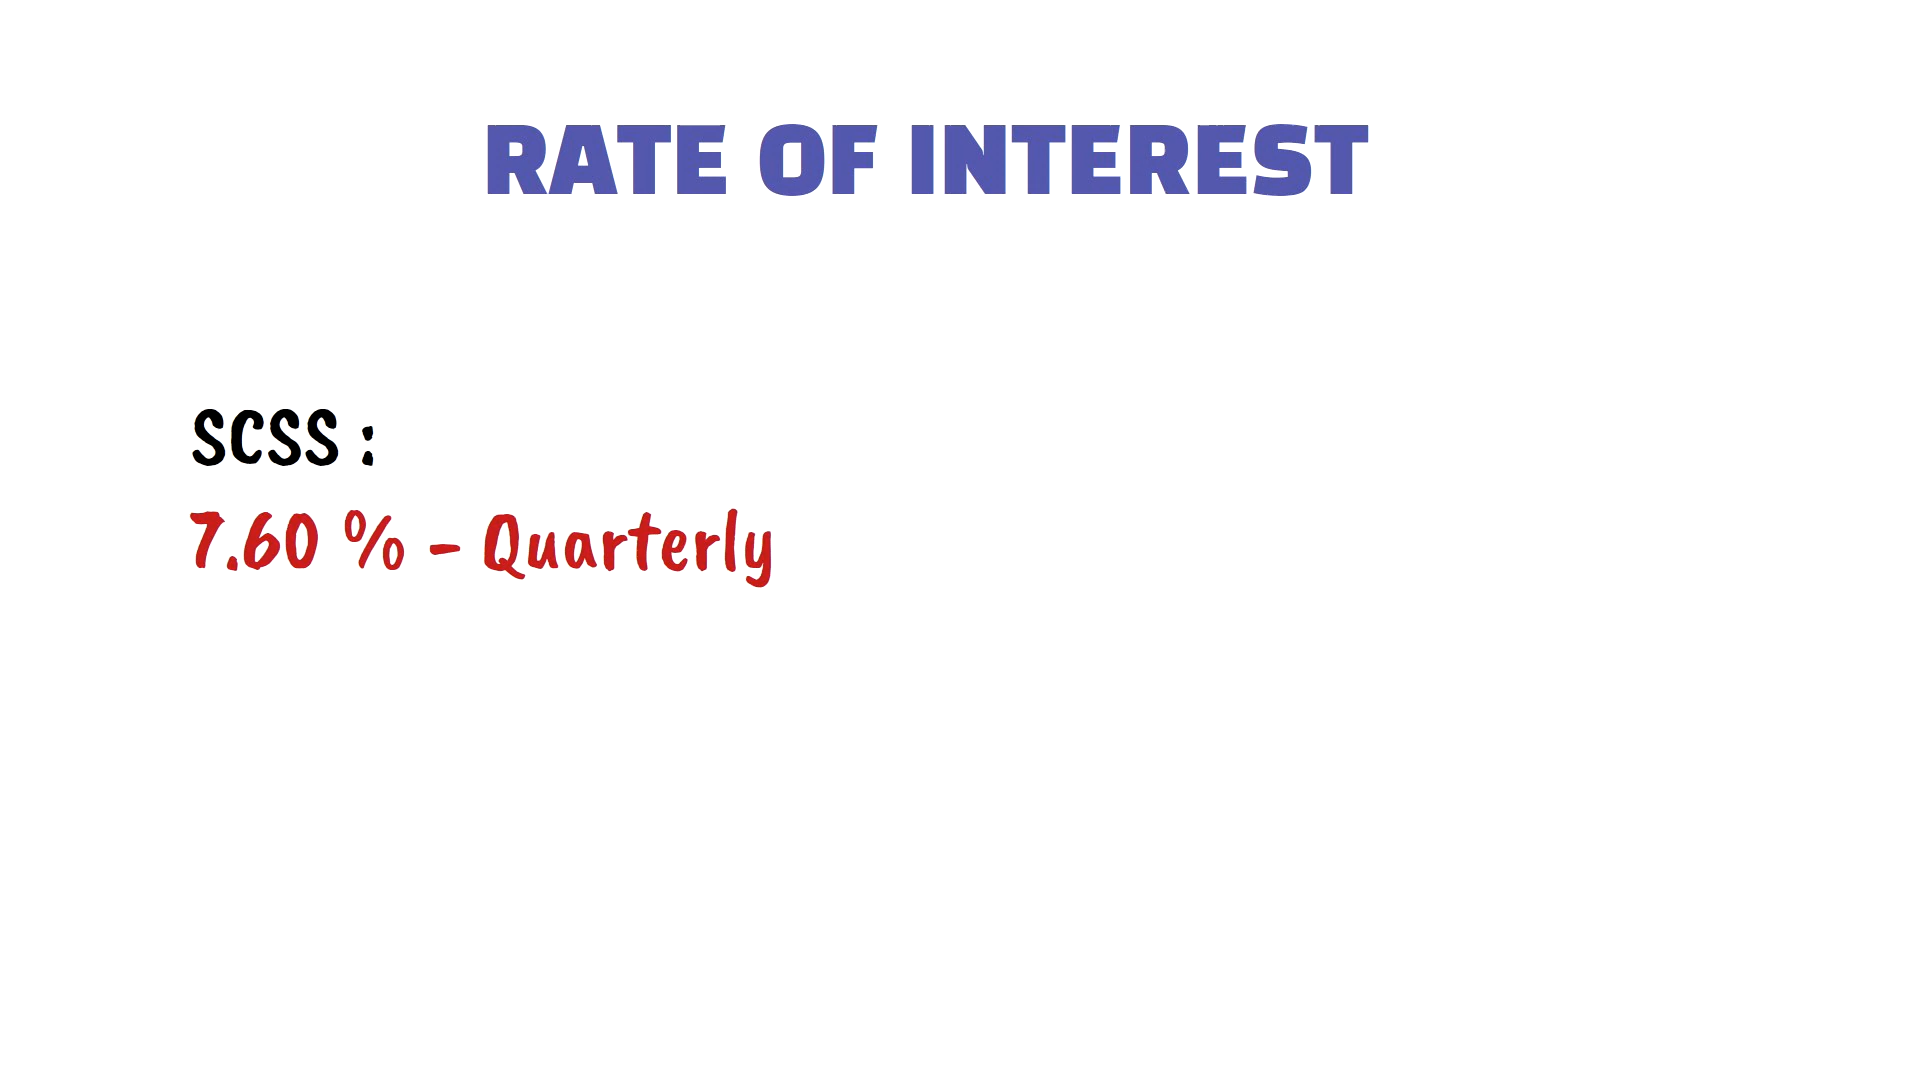 RATE OF INTEREST
SCSS :
7.60 % - Quarterly